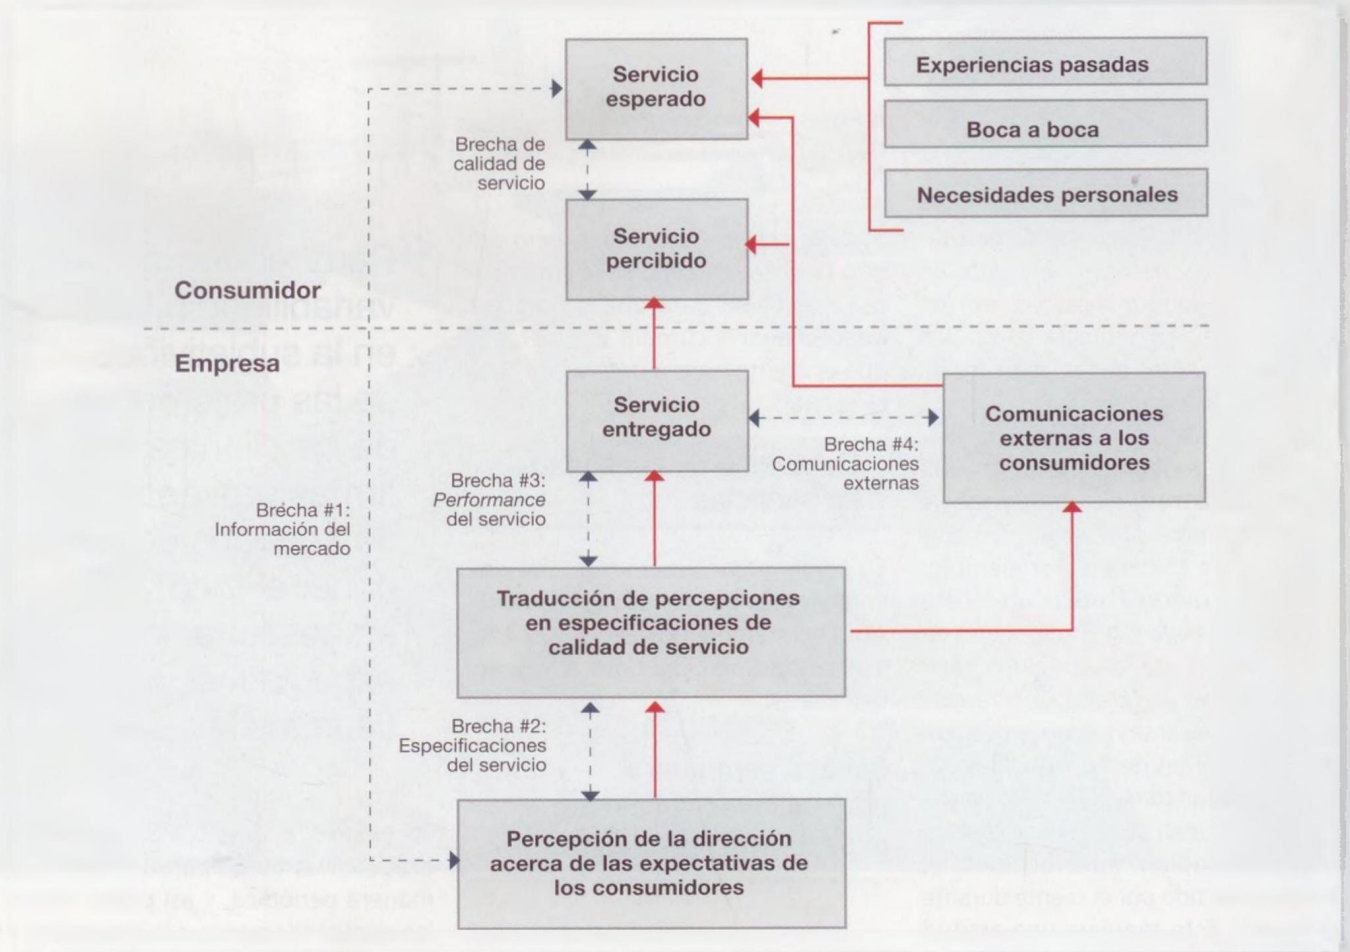 Servicio
esperado
Experiencias pasadas
Boca a boca
Necesidades personales
Brecha de
calidad de
servicio
Servicio
percibido
Consumidor
Empresa
Servicio
entregado
Comunicaciones
externas a los
consumidores
Brecha #4:
Comunicaciones
externas
Brecha #3:
Performance
del servicio
Brécha #1:
Información del
mercado
Traducción de percepciones
en especificaciones de
calidad de servicio
Brecha #2:
Especificaciones
del servicio
Percepción de la dirección
acerca de las expectativas de
los consumidores